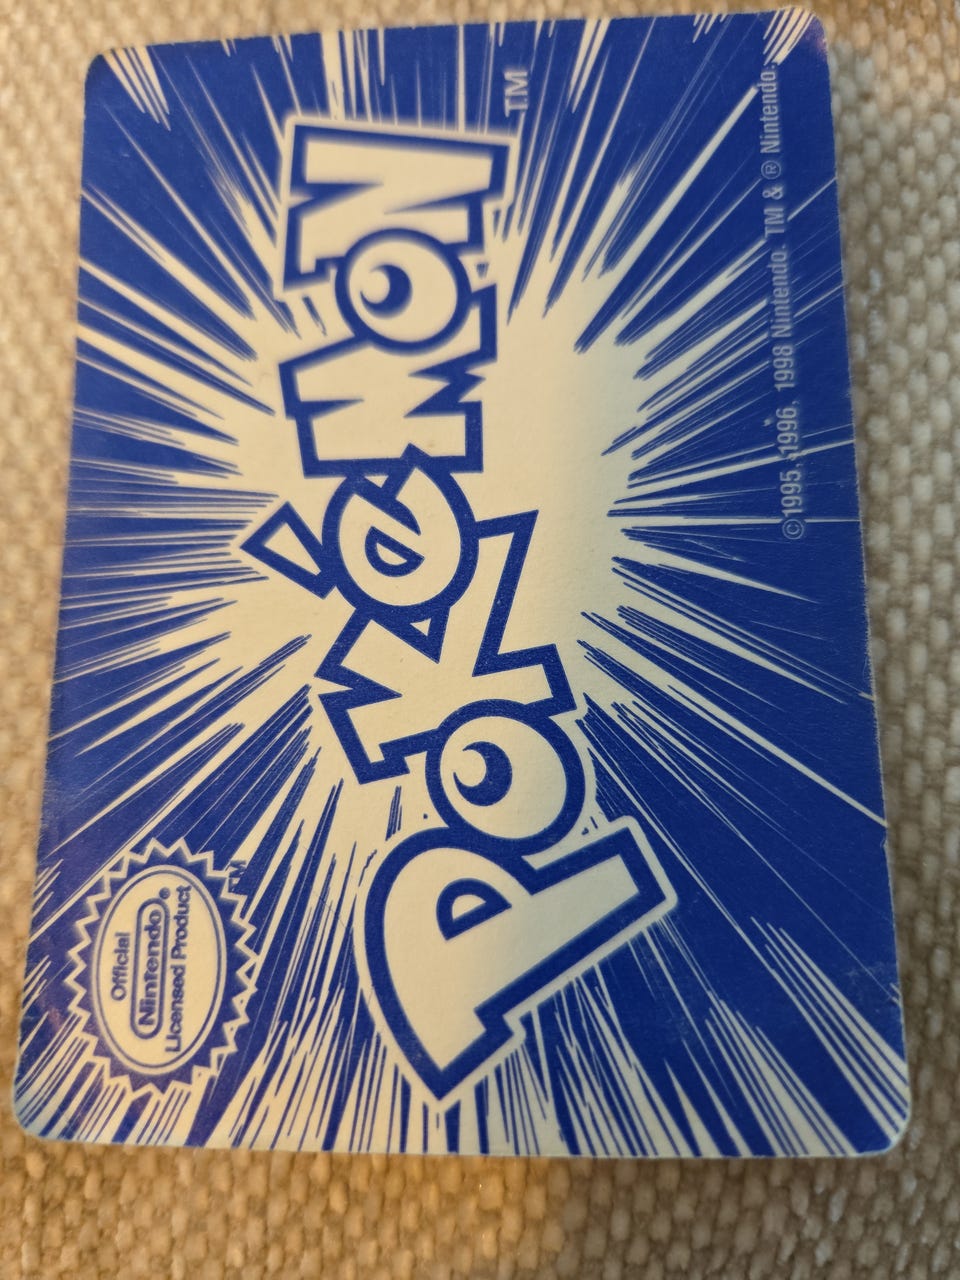 POKéMON
TM
Official
Nintendo®
Licensed Product
TM
©1995, 1996, 1998 Nintendo. TM & ® Nintendo.